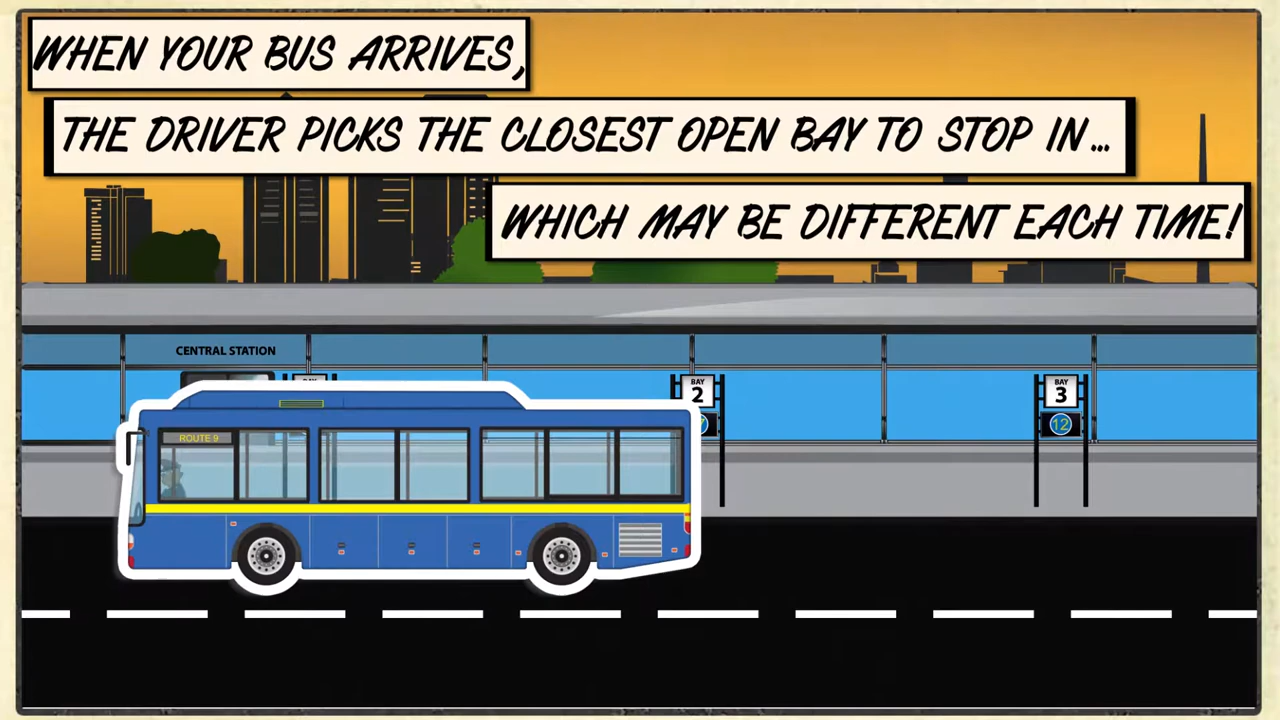 WHEN YOUR BUS ARRIVES,
THE DRIVER PICKS THE CLOSEST OPEN BAY TO STOP IN...
WHICH MAY BE DIFFERENT EACH TIME!
CENTRAL STATION
BAY
2
BAY
3
12
ROUTE 9